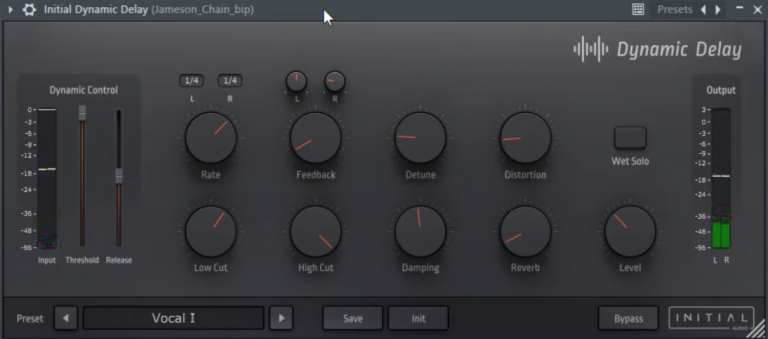 Initial Dynamic Delay (Jameson_Chain_bip)
Presets
Dynamic Delay
Dynamic Control
1/4 1/4
L R
L R
Output
0
-3
-6
-9
-12
-18
-24
-36
-48
-96
Input Threshold Release
Rate Feedback Detune Distortion
Wet Solo
Low Cut High Cut Damping Reverb Level
3
0
-3
-6
-9
-12
-18
-24
-36
-48
-96
L R
Preset
Vocal I
Save Init
Bypass
INITIAL
AUDIO